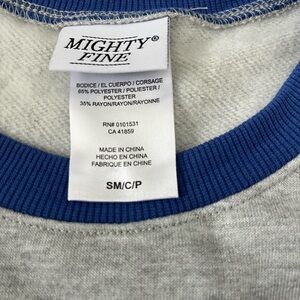 MIGHTY®
FINE
BODICE / EL CUERPO / CORSAGE
65% POLYESTER / POLIESTER /
POLYESTER
35% RAYON/RAYON/RAYONNE
RN# 0101531
CA 41859
MADE IN CHINA
HECHO EN CHINA
FABRIQUE EN CHINE
SM/C/P